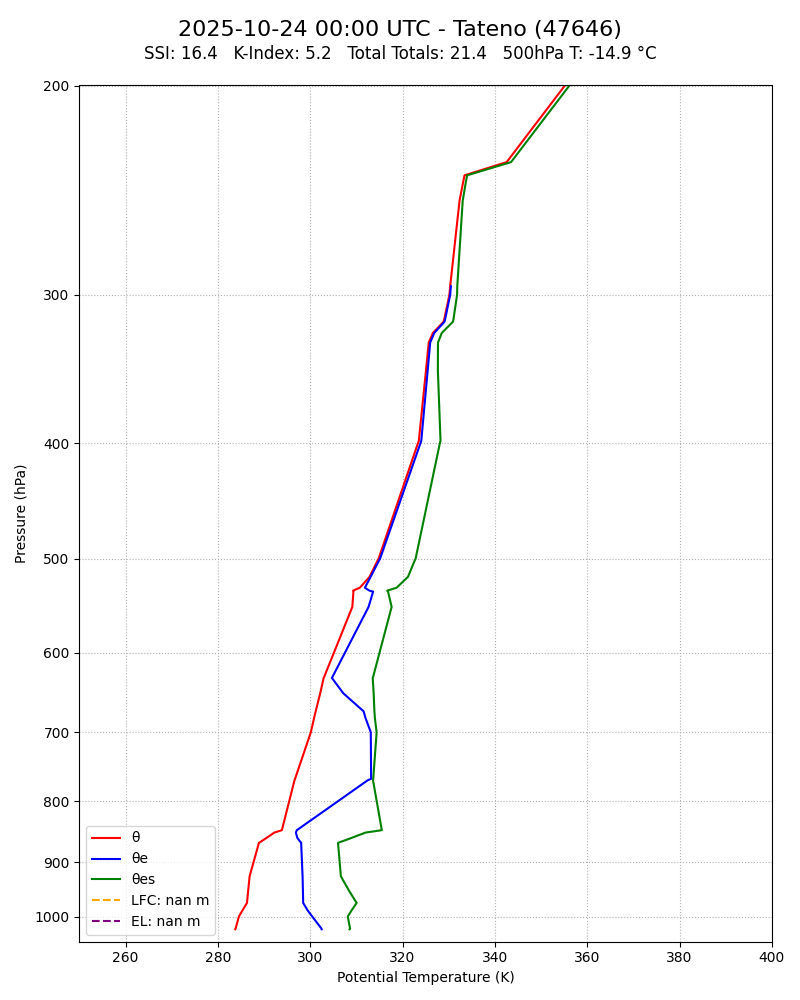 2025-10-24 00:00 UTC - Tateno (47646)
SSI: 16.4 K-Index: 5.2 Total Totals: 21.4 500hPa T: -14.9 °C
200
300
400
500
600
700
800
900
1000
Pressure (hPa)
θ
θe
θes
LFC: nan m
EL: nan m
260 280 300 320 340 360 380 400
Potential Temperature (K)